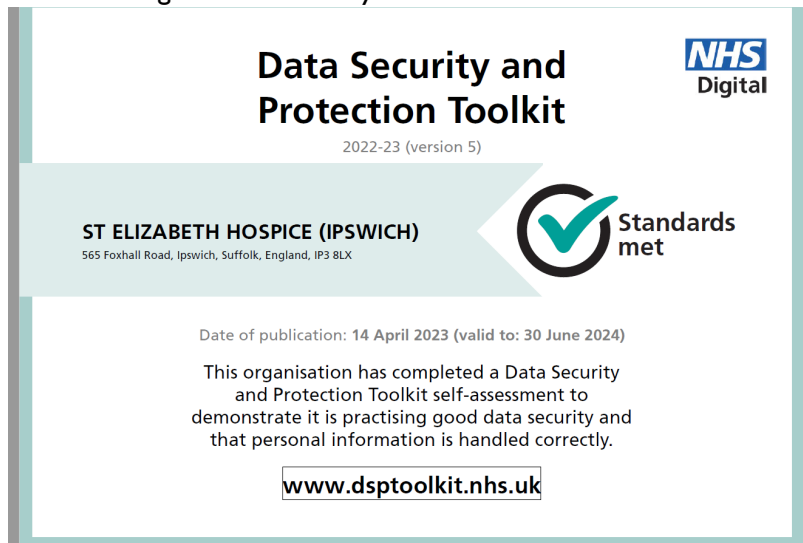 Data Security and
Protection Toolkit
NHS
Digital
2022-23 (version 5)
ST ELIZABETH HOSPICE (IPSWICH)
565 Foxhall Road, Ipswich, Suffolk, England, IP3 8LX
Standards
met
Date of publication: 14 April 2023 (valid to: 30 June 2024)
This organisation has completed a Data Security
and Protection Toolkit self-assessment to
demonstrate it is practising good data security and
that personal information is handled correctly.
www.dsptoolkit.nhs.uk